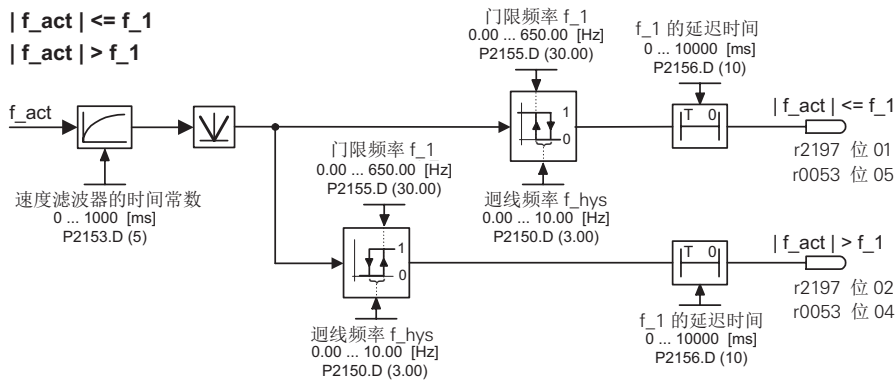 | f_act | <= f_1
| f_act | > f_1
f_act
速度滤波器的时间常数
0 ... 1000 [ms]
P2153.D (5)
门限频率 f_1
0.00 ... 650.00 [Hz]
P2155.D (30.00)
1
0
迥线频率 f_hys
0.00 ... 10.00 [Hz]
P2150.D (3.00)
f_1 的延迟时间
0 ... 10000 [ms]
P2156.D (10)
T 0
| f_act | <= f_1
r2197 位 01
r0053 位 05
门限频率 f_1
0.00 ... 650.00 [Hz]
P2155.D (30.00)
1
0
迥线频率 f_hys
0.00 ... 10.00 [Hz]
P2150.D (3.00)
T 0
f_1 的延迟时间
0 ... 10000 [ms]
P2156.D (10)
| f_act | > f_1
r2197 位 02
r0053 位 04